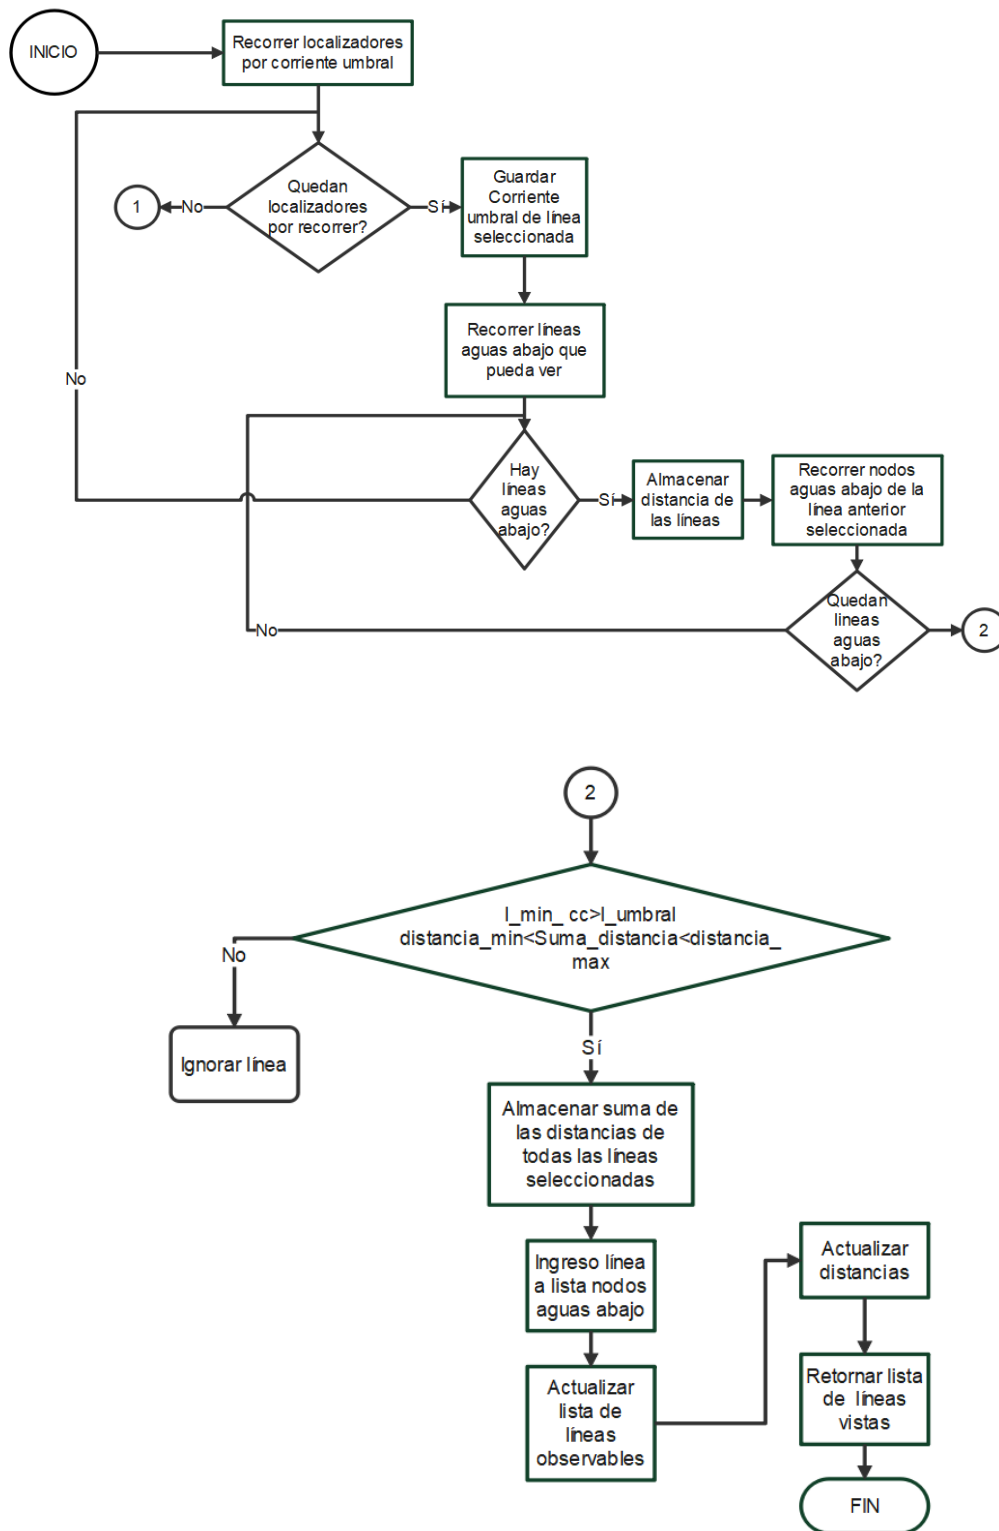 INICIO
Recorrer localizadores
por corriente umbral
Quedan
localizadores
por recorrer?
No
1
Sí
Guardar
Corriente
umbral de línea
seleccionada
Recorrer líneas
aguas abajo que
pueda ver
No
Hay
líneas
aguas
abajo?
Sí
Almacenar
distancia de
las líneas
Recorrer nodos
aguas abajo de la
línea anterior
seleccionada
Quedan
lineas
aguas
abajo?
No
2
2
I_min_ cc>I_umbral
distancia_min<Suma_distancia<distancia_
max
No
Ignorar línea
Sí
Almacenar suma de
las distancias de
todas las líneas
seleccionadas
Ingreso línea
a lista nodos
aguas abajo
Actualizar
lista de
líneas
observables
Actualizar
distancias
Retornar lista
de líneas
vistas
FIN